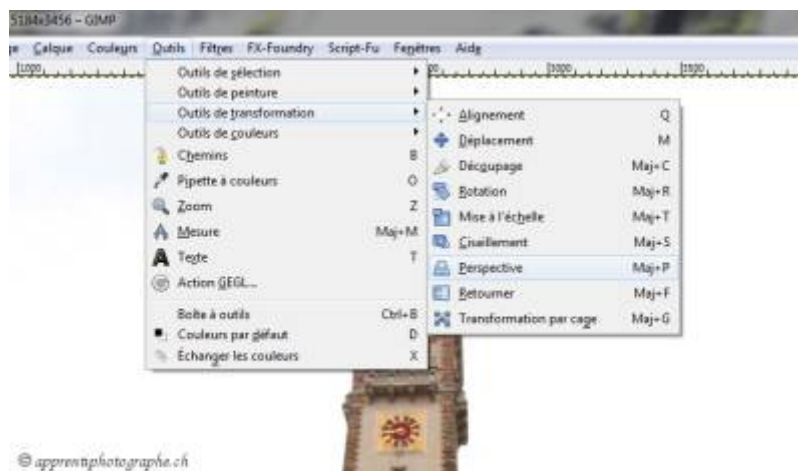 5184x3456 – GIMP
Calque Couleurs Outils Filtres FX-Foundry Script-Fu Fenêtres Aide
1000 3000 3500
Outils de sélection
Outils de peinture
Outils de transformation
Outils de couleurs
Chemins B
Pipette à couleurs O
Zoom Z
Mesure Maj+M
Texte T
Action GEGL...
Boîte à outils Ctrl+B
Couleurs par défaut D
Échanger les couleurs X
Alignement Q
Déplacement M
Découpage Maj+C
Rotation Maj+R
Mise à l'échelle Maj+T
Cisaillement Maj+S
Perspective Maj+P
Retourner Maj+F
Transformation par cage Maj+G
© apprentiphotographe.ch